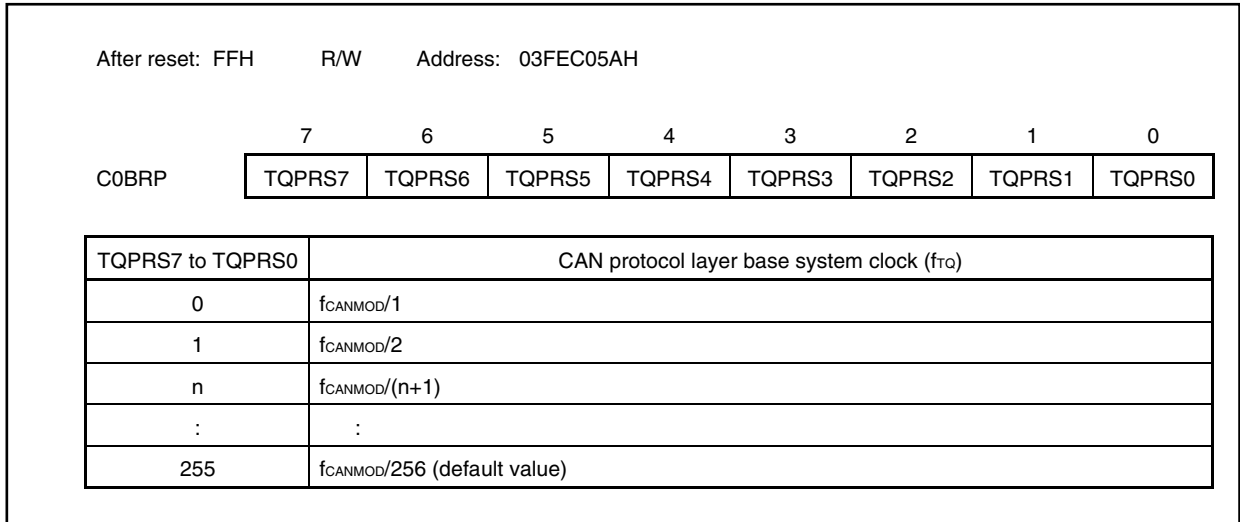 After reset: FFH R/W Address: 03FEC05AH
7 6 5 4 3 2 1 0
C0BRP TQPRS7 TQPRS6 TQPRS5 TQPRS4 TQPRS3 TQPRS2 TQPRS1 TQPRS0
TQPRS7 to TQPRS0 CAN protocol layer base system clock (fTQ)
0 fCANMOD/1
1 fCANMOD/2
n fCANMOD/(n+1)
: :
255 fCANMOD/256 (default value)